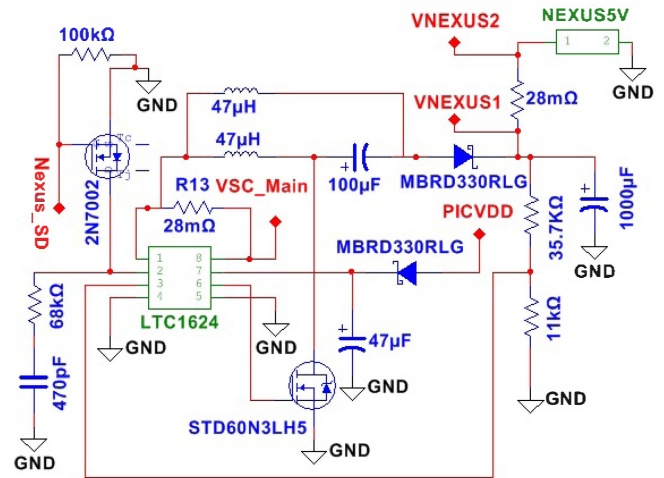 VNEXUS2
NEXUS5V
1 2
100kΩ
GND
GND
47µH
VNEXUS1
28mΩ
47µH
Tc
Tj
Nexus_SD
2N7002
R13
VSC_Main
28mΩ
100µF
MBRD330RLG
PICVDD
35.7KΩ
1000µF
MBRD330RLG
1 8
2 7
3 6
4 5
LTC1624
68kΩ
470pF
GND
GND
47µF
GND
11kΩ
GND
GND
STD60N3LH5
GND
GND